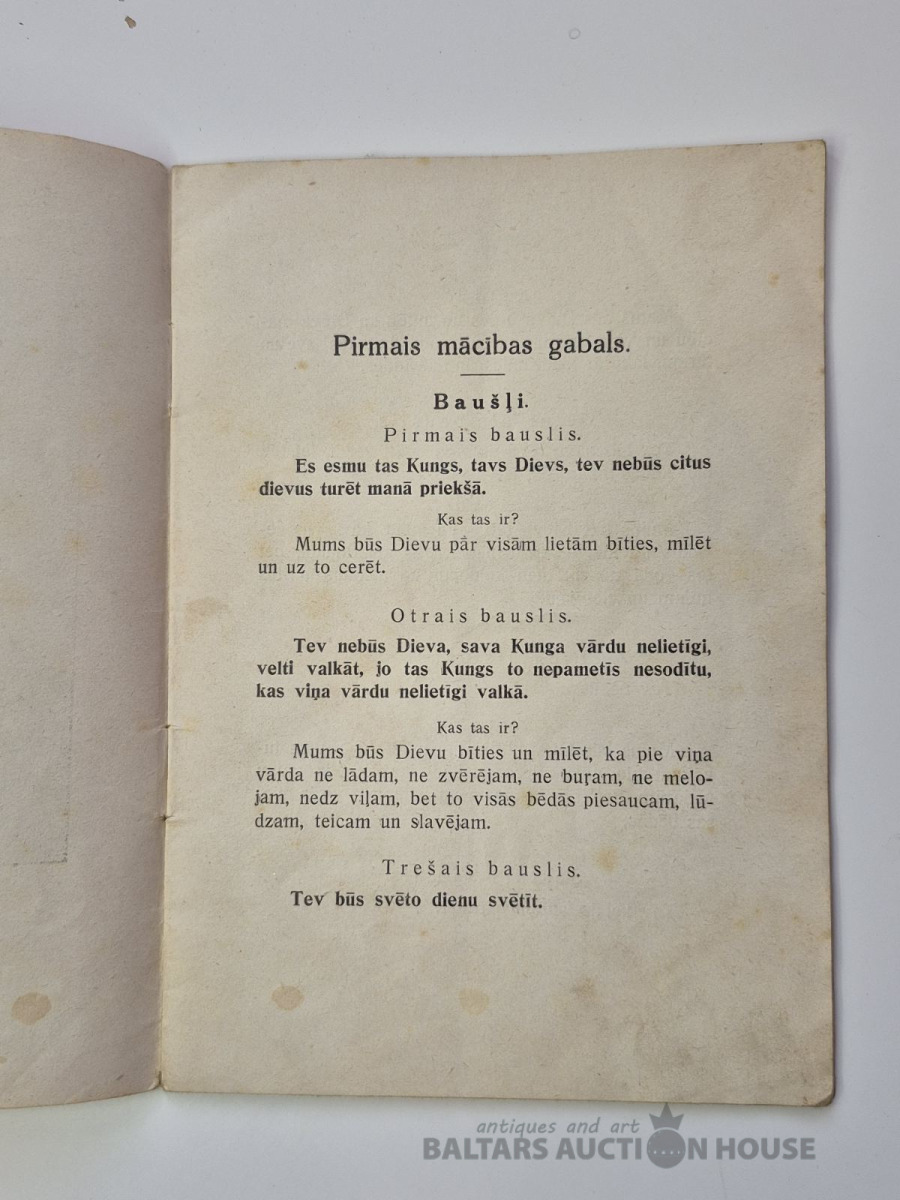 Pirmais mācības gabals.
Baušļi.
Pirmais bauslis.
Es esmu tas Kungs, tavs Dievs, tev nebūs citus
dievus turēt manā priekšā.
Kas tas ir?
Mums būs Dievu pār visām lietām bīties, mīlēt
un uz to cerēt.
Otrais bauslis.
Tev nebūs Dieva, sava Kunga vārdu nelietīgi,
velti valkāt, jo tas Kungs to nepametīs nesodītu,
kas viņa vārdu nelietīgi valkā.
Kas tas ir?
Mums būs Dievu bīties un mīlēt, ka pie viņa
vārda ne lādam, ne zvērējam, ne buŗam, ne melo-
jam, nedz viļam, bet to visās bēdās piesaucam, lū-
dzam, teicam un slavējam.
Trešais bauslis.
Tev būs svēto dienu svētīt.
antiques and art
BALTARS AUCTION HOUSE